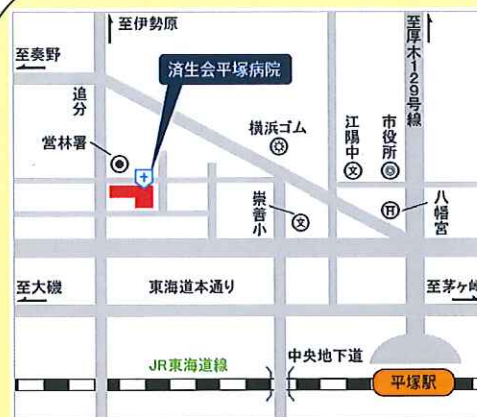 至伊勢原
至厚木129号線
至奏野
済生会平塚病院
追分
営林署
横浜ゴム
江陽中
市役所
文
崇善小
文
八幡宮
至大磯
東海道本通り
至茅ヶ崎
JR東海道線
中央地下道
平塚駅